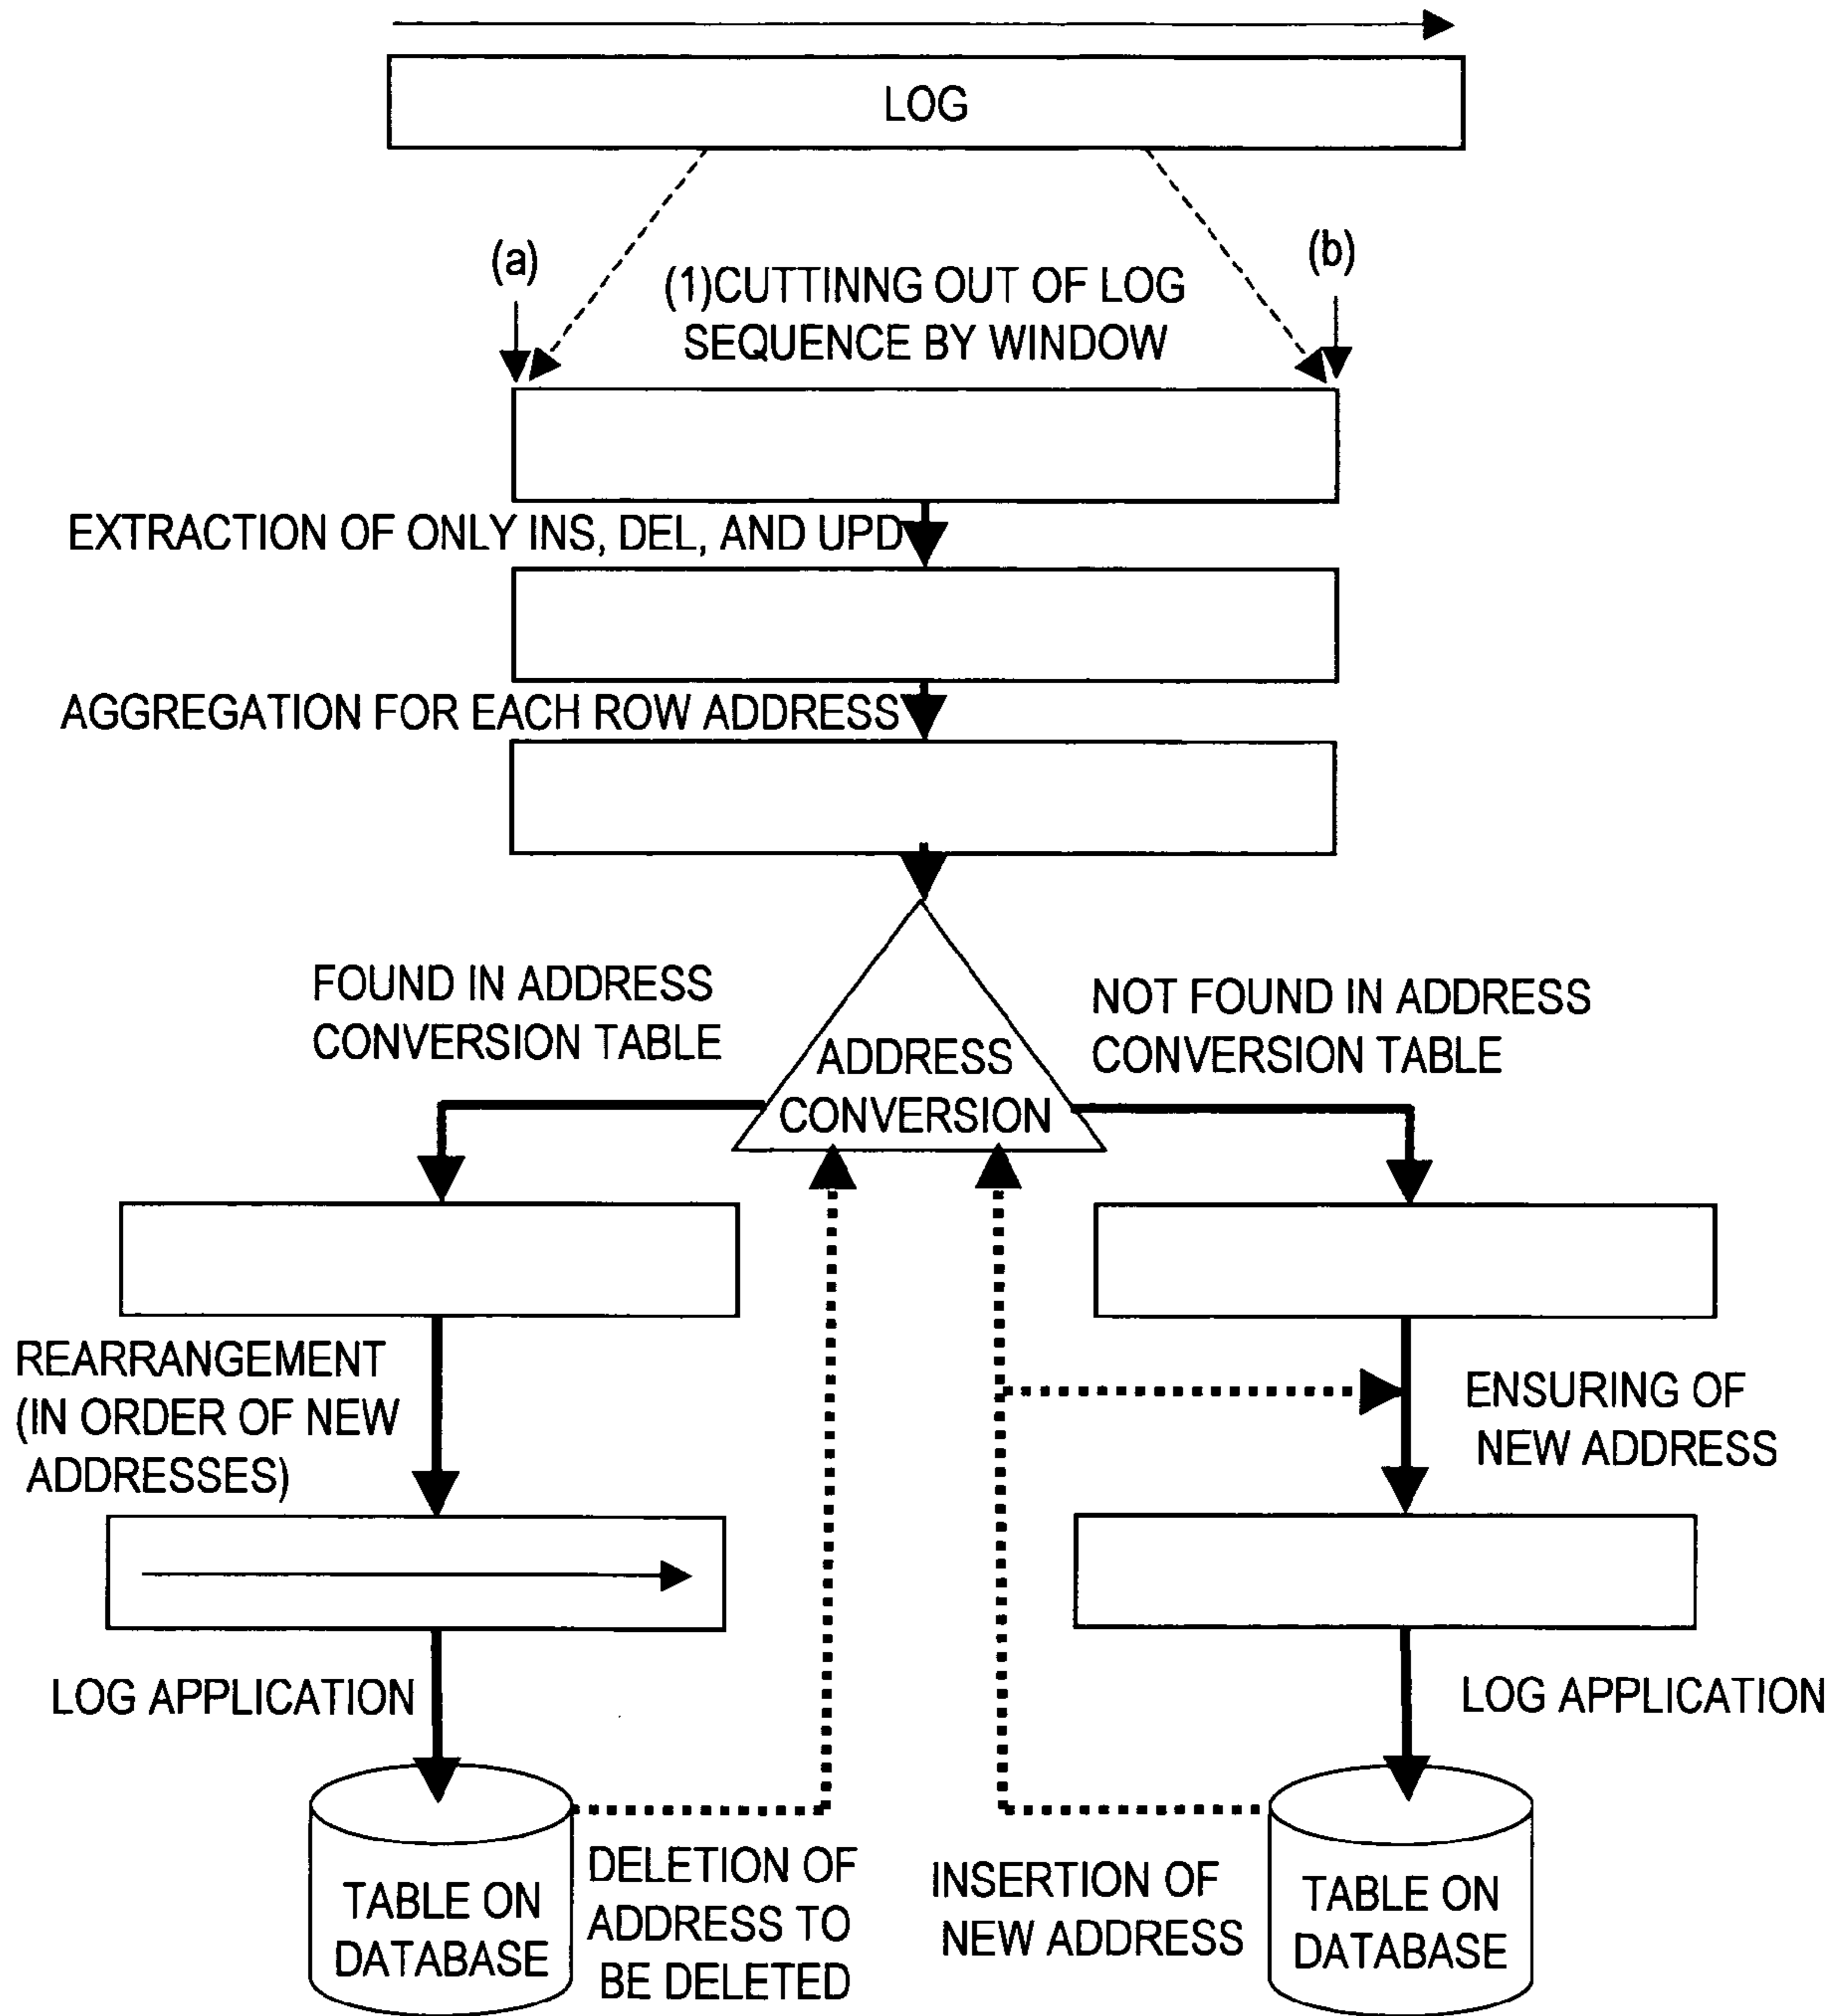 LOG
(a)
(b)
(1)CUTTINNG OUT OF LOG
SEQUENCE BY WINDOW
EXTRACTION OF ONLY INS, DEL, AND UPD
AGGREGATION FOR EACH ROW ADDRESS
FOUND IN ADDRESS
CONVERSION TABLE
NOT FOUND IN ADDRESS
CONVERSION TABLE
ADDRESS
CONVERSION
REARRANGEMENT
(IN ORDER OF NEW
ADDRESSES)
ENSURING OF
NEW ADDRESS
LOG APPLICATION
LOG APPLICATION
TABLE ON
DATABASE
DELETION OF
ADDRESS TO
BE DELETED
INSERTION OF
NEW ADDRESS
TABLE ON
DATABASE